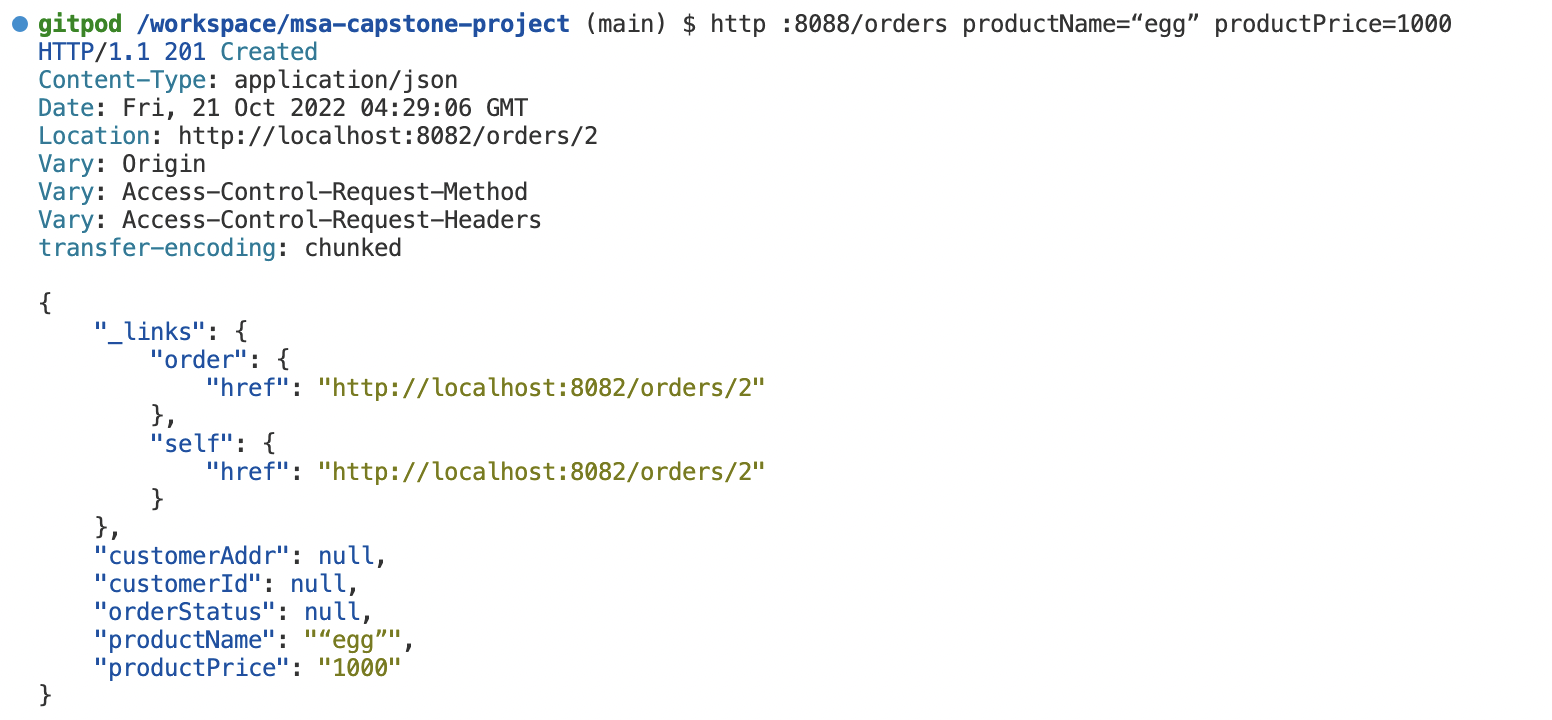 gitpod /workspace/msa-capstone-project (main) $ http :8088/orders productName=“egg” productPrice=1000
HTTP/1.1 201 Created
Content-Type: application/json
Date: Fri, 21 Oct 2022 04:29:06 GMT
Location: http://localhost:8082/orders/2
Vary: Origin
Vary: Access-Control-Request-Method
Vary: Access-Control-Request-Headers
transfer-encoding: chunked

{
    "_links": {
        "order": {
            "href": "http://localhost:8082/orders/2"
        },
        "self": {
            "href": "http://localhost:8082/orders/2"
        }
    },
    "customerAddr": null,
    "customerId": null,
    "orderStatus": null,
    "productName": "“egg”",
    "productPrice": "1000"
}